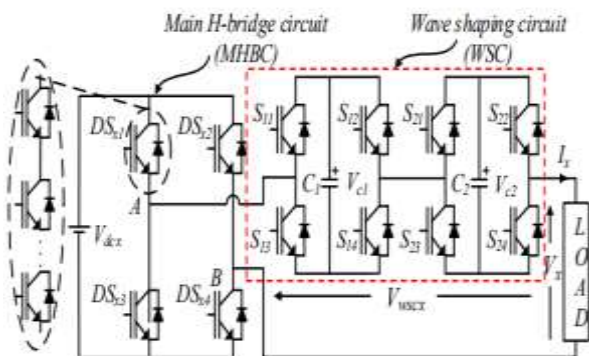 Main H-bridge circuit
(MHBC)
Wave shaping circuit
(WSC)
DSx1
DSx2
S11
S12
S21
S22
Ix
A
C1
Vc1
C2
Vc2
Vdcx
B
S13
S14
S23
S24
Vx
LOAD
DSx3
DSx4
Vwscx